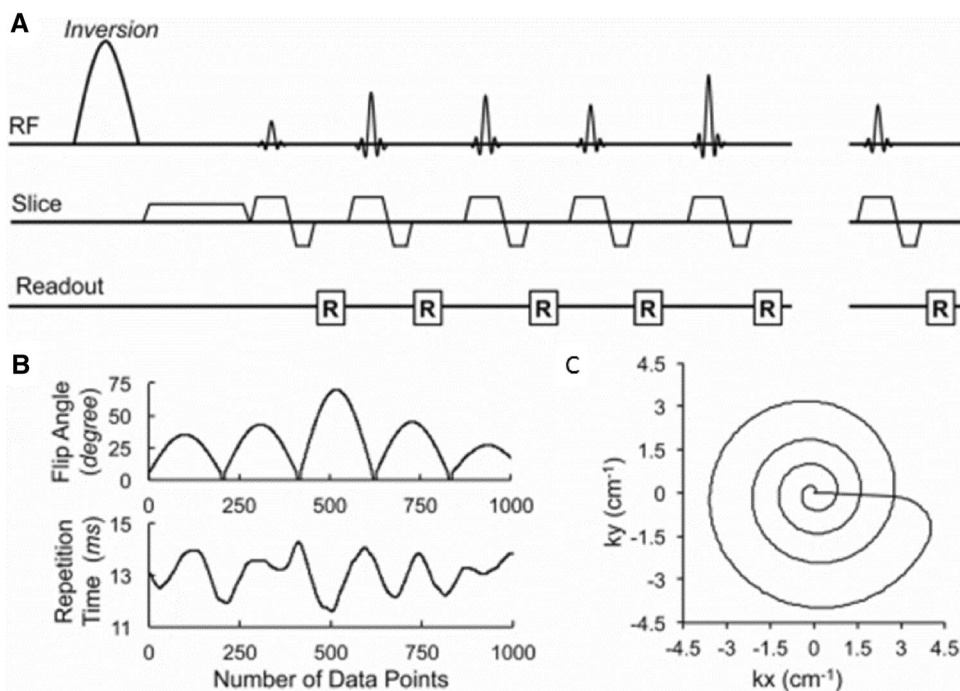 A
Inversion
RF
Slice
Readout
R R R R R R
B
Flip Angle
(degree)
75
50
25
0
0 250 500 750 1000
Repetition
Time (ms)
15
13
11
0 250 500 750 1000
Number of Data Points
C
ky (cm-1)
4.5
3
1.5
0
-1.5
-3
-4.5
-4.5 -3 -1.5 0 1.5 3 4.5
kx (cm-1)